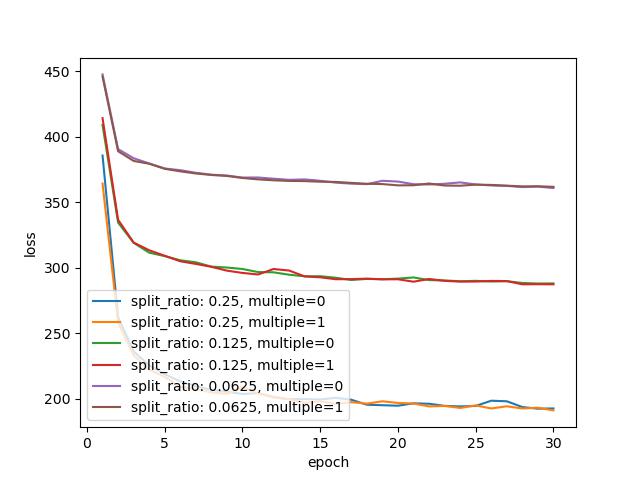 450
400
350
300
250
200
loss
split_ratio: 0.25, multiple=0
split_ratio: 0.25, multiple=1
split_ratio: 0.125, multiple=0
split_ratio: 0.125, multiple=1
split_ratio: 0.0625, multiple=0
split_ratio: 0.0625, multiple=1
0 5 10 15 20 25 30
epoch